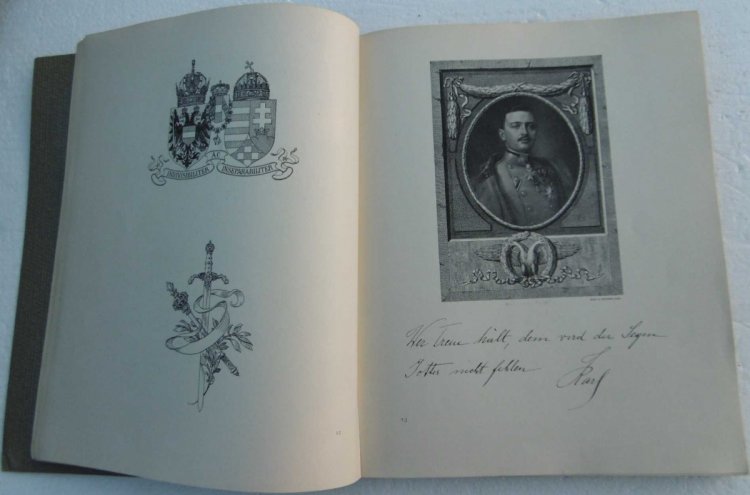 INDIVISIBILITER
AC
INSEPARABILITER
Wer Treue hält, dem wird der Segen
Gottes nicht fehlen
Karl